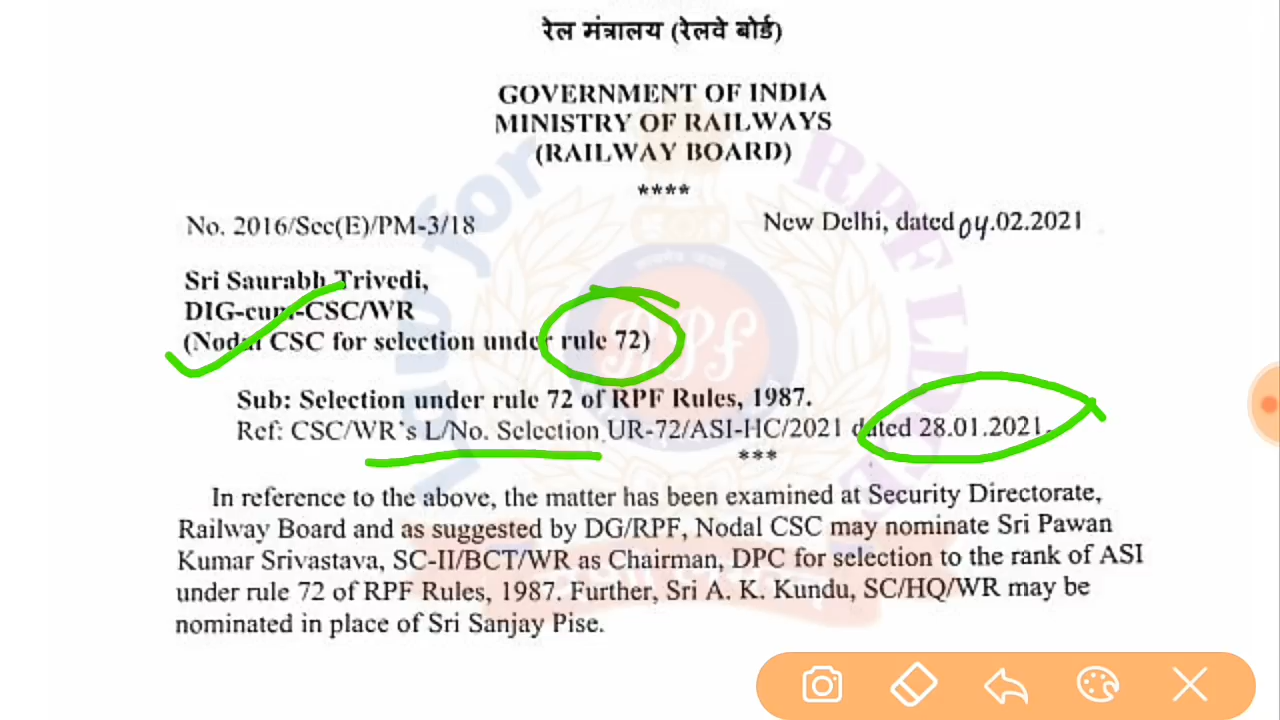 रेल मंत्रालय (रेलवे बोर्ड)
GOVERNMENT OF INDIA
MINISTRY OF RAILWAYS
(RAILWAY BOARD)
****
No. 2016/Sec(E)/PM-3/18 New Delhi, dated 04.02.2021
Sri Saurabh Trivedi,
DIG-cum-CSC/WR
(Nodal CSC for selection under rule 72)
Sub: Selection under rule 72 of RPF Rules, 1987.
Ref: CSC/WR's L/No. Selection UR-72/ASI-HC/2021 dated 28.01.2021.
***
In reference to the above, the matter has been examined at Security Directorate,
Railway Board and as suggested by DG/RPF, Nodal CSC may nominate Sri Pawan
Kumar Srivastava, SC-II/BCT/WR as Chairman, DPC for selection to the rank of ASI
under rule 72 of RPF Rules, 1987. Further, Sri A. K. Kundu, SC/HQ/WR may be
nominated in place of Sri Sanjay Pise.
for
RPF
RPf